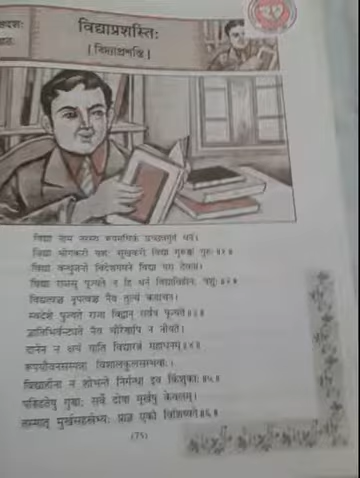 विद्याप्रशस्तिः
विद्या नाम नरस्य रूपमधिकं प्रच्छन्नगुप्तं धनं।
विद्या भोगकरी यशः सुखकरी विद्या गुरुणां गुरुः॥१॥
विद्या बन्धुजनो विदेशगमने विद्या परा देवता।
विद्या राजसु पूज्यते न हि धनं विद्याविहीनः पशुः॥२॥
विद्वत्वञ्च नृपत्वञ्च नैव तुल्यं कदाचन।
स्वदेशे पूज्यते राजा विद्वान् सर्वत्र पूज्यते॥३॥
ज्ञातिभिर्वण्टयते नैव चौरेणापि न नीयते।
दानेन न क्षयं याति विद्यारत्नं महाधनम्॥४॥
रूपयौवनसम्पन्ना विशालकुलसम्भवाः।
विद्याहीना न शोभन्ते निर्गन्धा इव किंशुकाः॥५॥
पण्डितेषु गुणाः सर्वे दोषा मूर्खेषु केवलम्।
तस्मात् मूर्खसहस्रेभ्यः प्राज्ञ एको विशिष्यते॥६॥
(75)